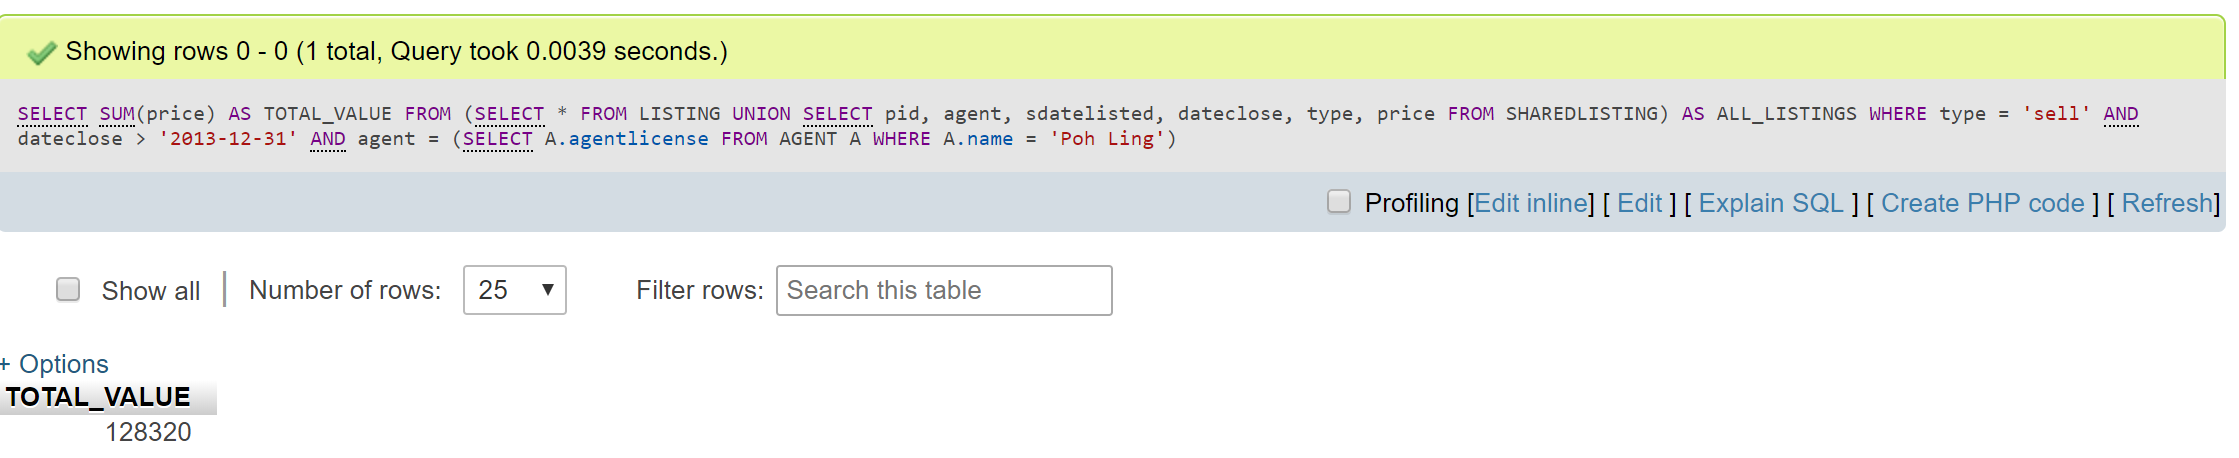 Showing rows 0 - 0 (1 total, Query took 0.0039 seconds.)
SELECT SUM(price) AS TOTAL_VALUE FROM (SELECT * FROM LISTING UNION SELECT pid, agent, sdatelisted, dateclose, type, price FROM SHAREDLISTING) AS ALL_LISTINGS WHERE type = 'sell' AND
dateclose > '2013-12-31' AND agent = (SELECT A.agentlicense FROM AGENT A WHERE A.name = 'Poh Ling')
Profiling [Edit inline] [ Edit ] [ Explain SQL ] [ Create PHP code ] [ Refresh]
Show all | Number of rows: 25 ▼ Filter rows: Search this table
+ Options
TOTAL_VALUE
128320